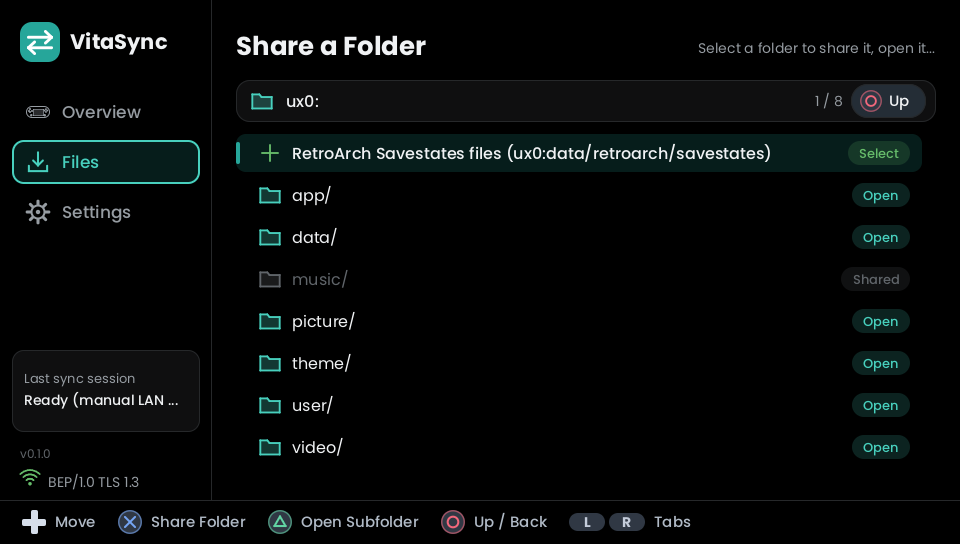 VitaSync
Overview
Files
Settings
Last sync session
Ready (manual LAN ...
v0.1.0
BEP/1.0 TLS 1.3
Share a Folder
Select a folder to share it, open it...
ux0:
1 / 8
Up
RetroArch Savestates files (ux0:data/retroarch/savestates)
Select
app/
Open
data/
Open
music/
Shared
picture/
Open
theme/
Open
user/
Open
video/
Open
Move
Share Folder
Open Subfolder
Up / Back
L
R
Tabs